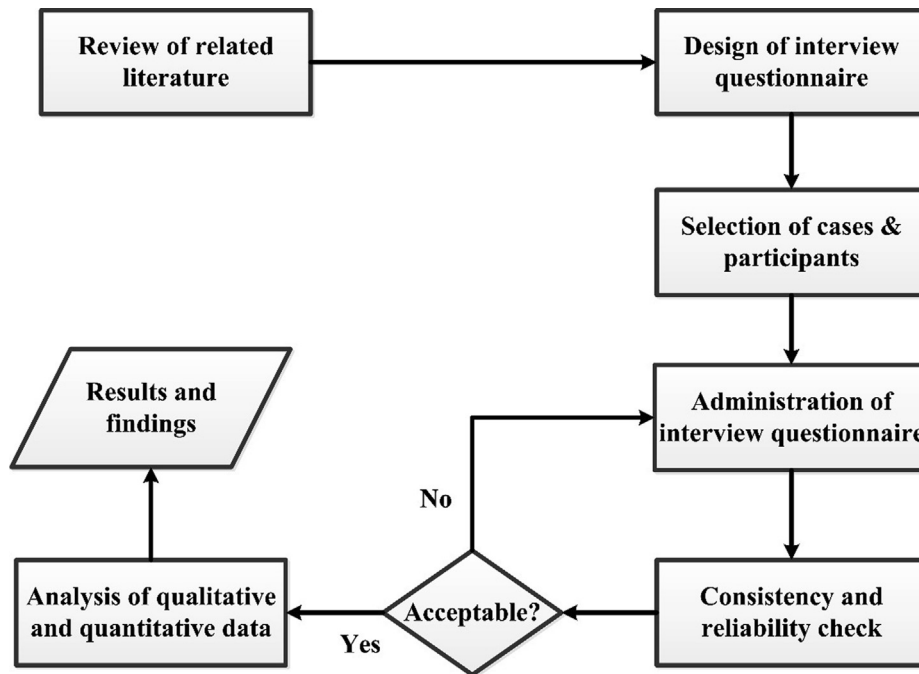 Review of related
literature
Design of interview
questionnaire
Selection of cases &
participants
Administration of
interview questionnaire
Consistency and
reliability check
Acceptable?
No
Yes
Analysis of qualitative
and quantitative data
Results and
findings